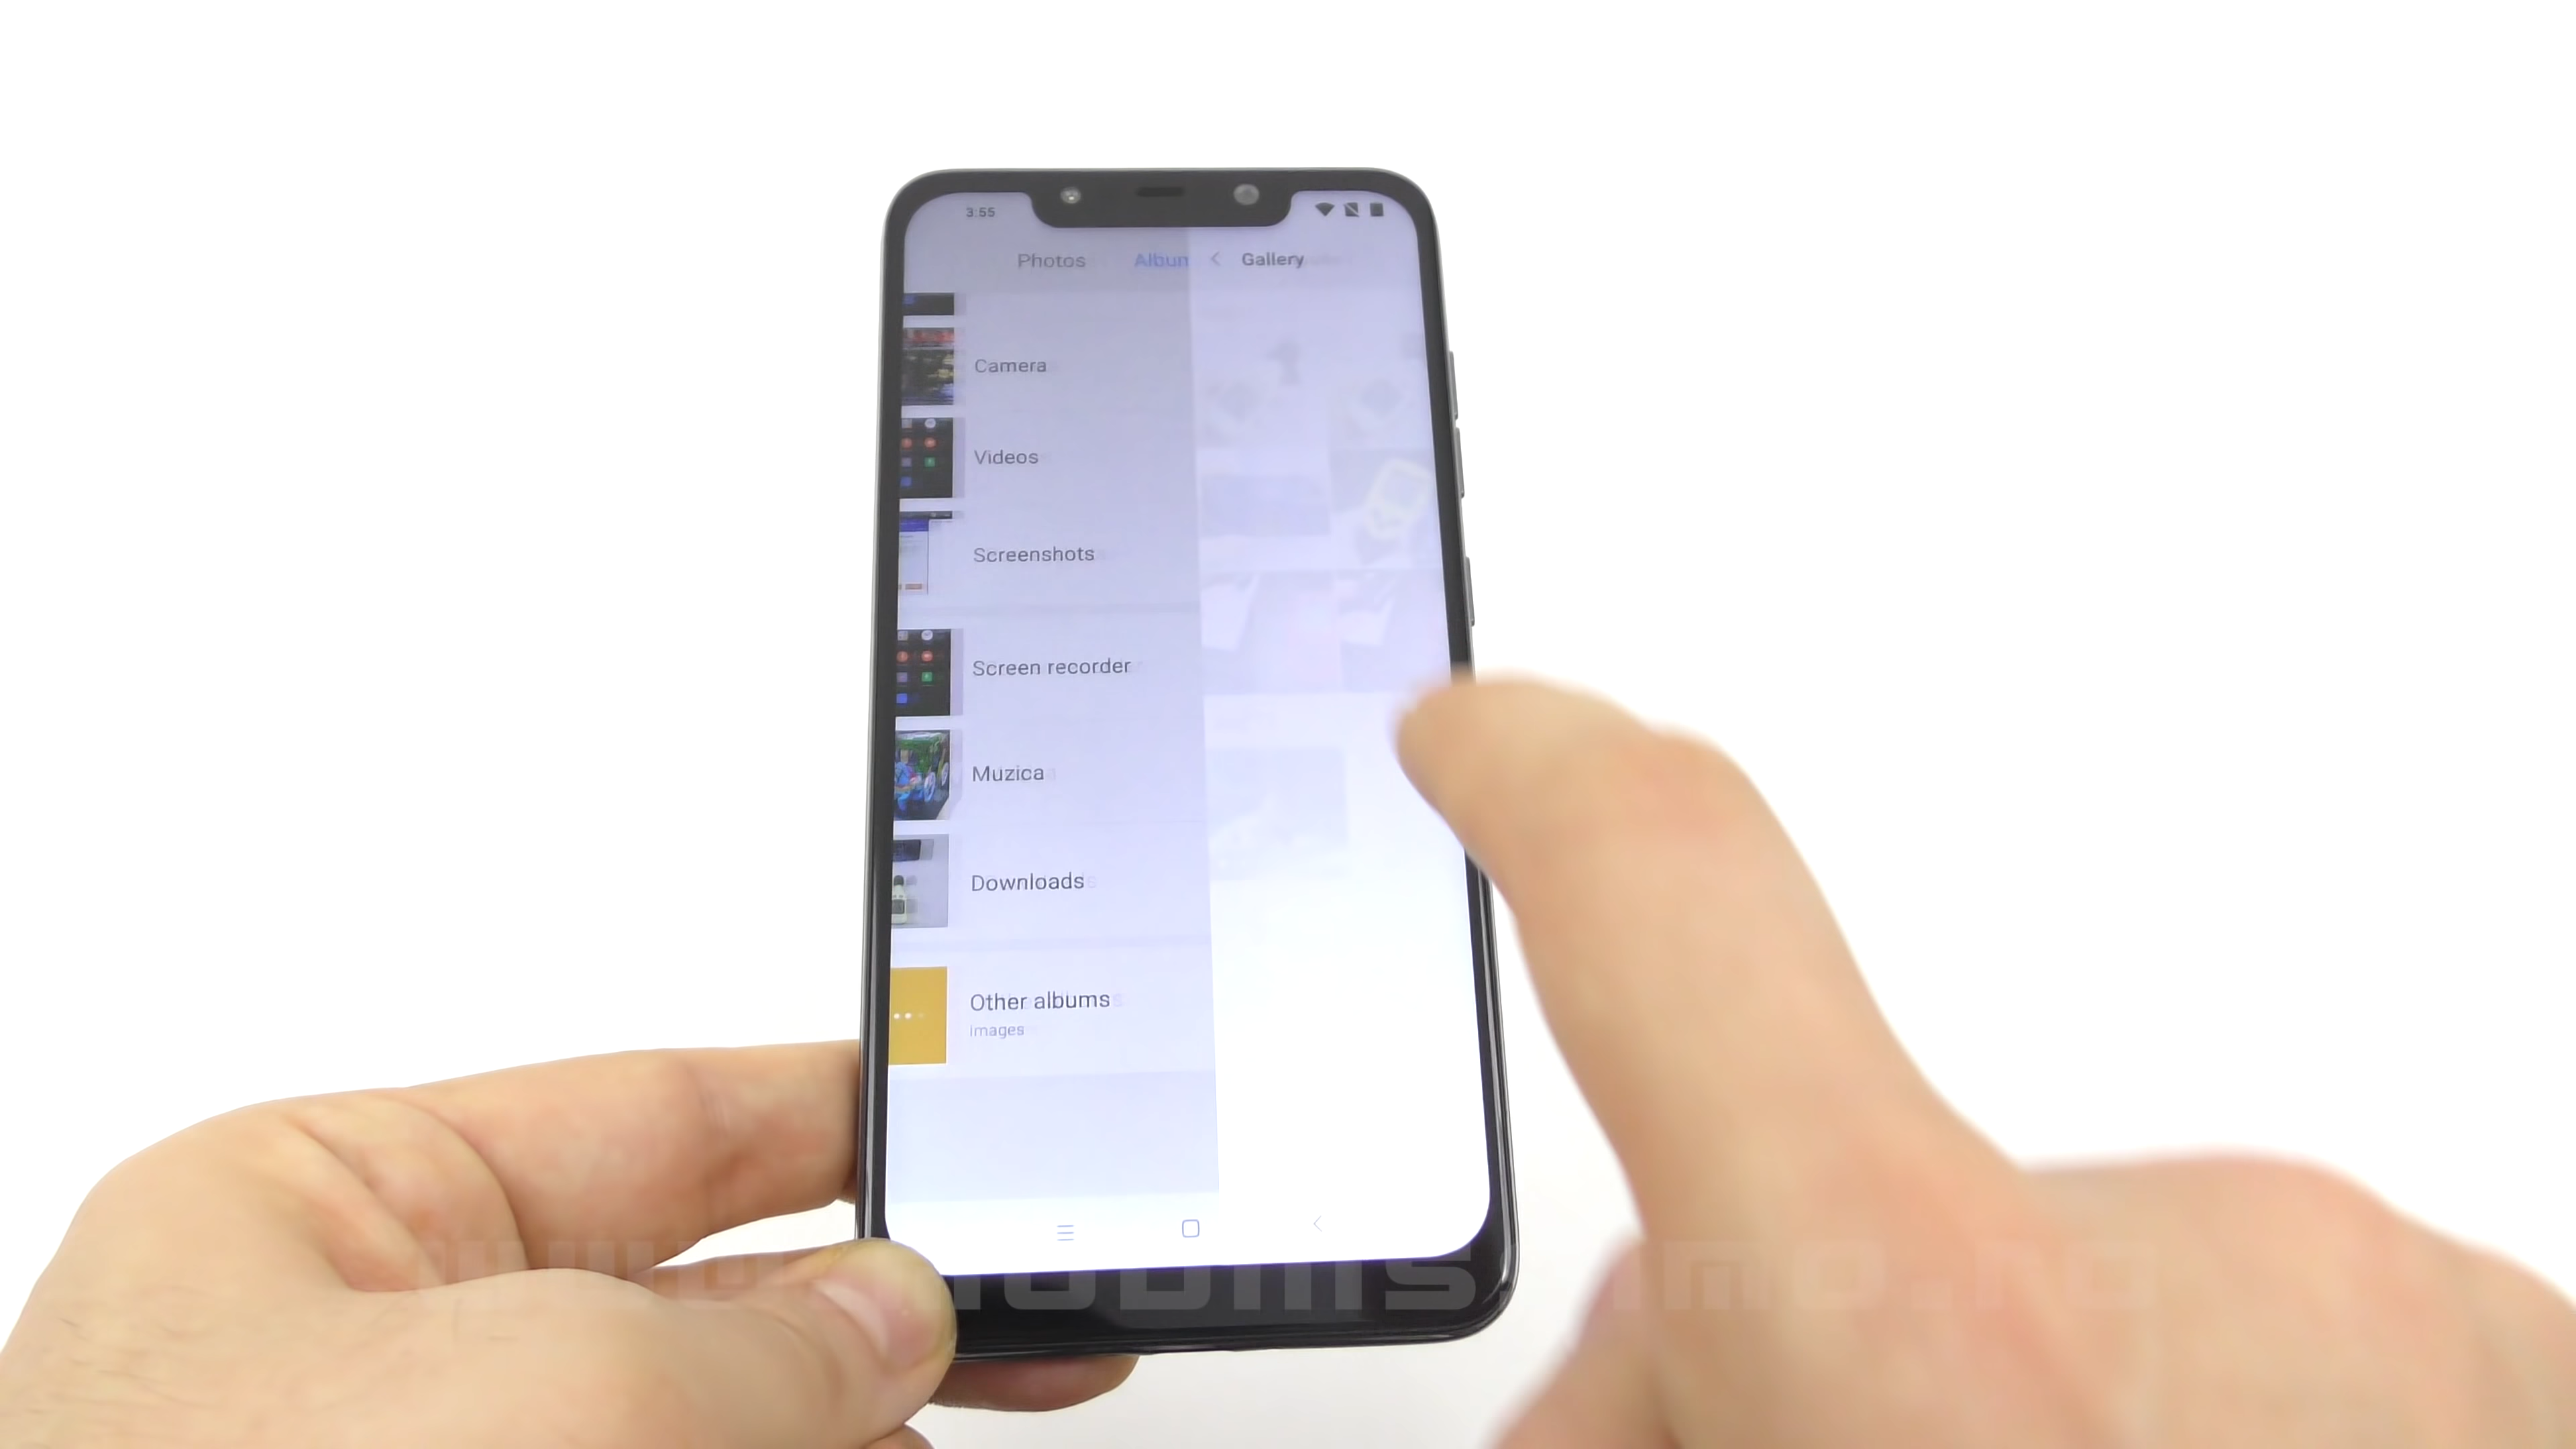 3:55
Photos Album < Gallery
Camera
Videos
Screenshots
Screen recorder
Muzica
Downloads
Other albums
images